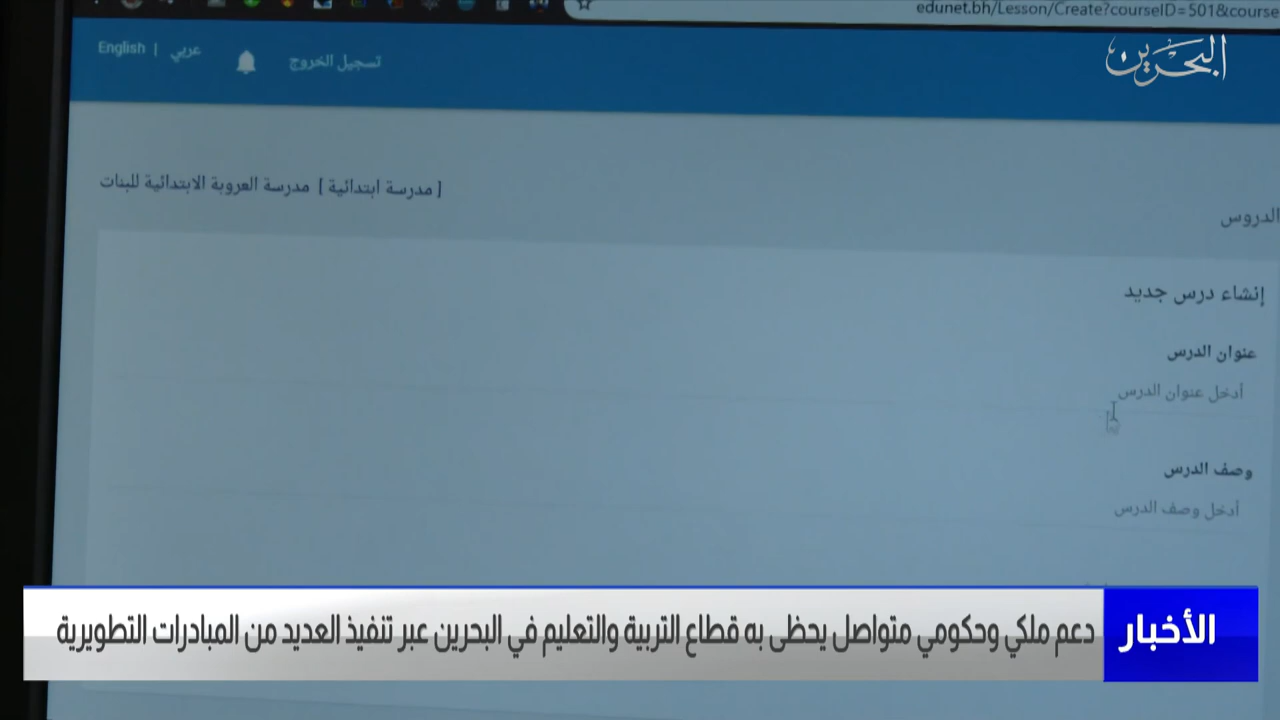 edunet.bh/Lesson/Create?courseID=501&course
البحرين
English | عربي
تسجيل الخروج
[ مدرسة ابتدائية ] مدرسة العروبة الابتدائية للبنات
الدروس
إنشاء درس جديد
عنوان الدرس
أدخل عنوان الدرس
وصف الدرس
أدخل وصف الدرس
الأخبار
دعم ملكي وحكومي متواصل يحظى به قطاع التربية والتعليم في البحرين عبر تنفيذ العديد من المبادرات التطويرية